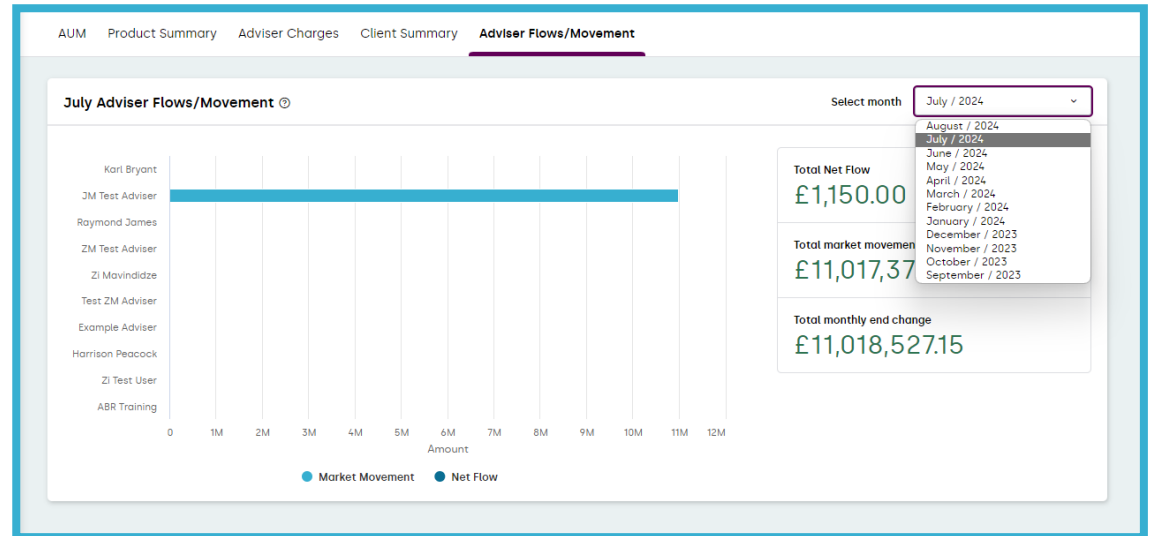 AUM Product Summary Adviser Charges Client Summary Adviser Flows/Movement
July Adviser Flows/Movement
Select month July / 2024
August / 2024
July / 2024
June / 2024
May / 2024
April / 2024
March / 2024
February / 2024
January / 2024
December / 2023
November / 2023
October / 2023
September / 2023
Karl Bryant
JM Test Adviser
Raymond James
ZM Test Adviser
Zi Mavindidze
Test ZM Adviser
Example Adviser
Harrison Peacock
Zi Test User
ABR Training
0 1M 2M 3M 4M 5M 6M 7M 8M 9M 10M 11M 12M
Amount
Market Movement Net Flow
Total Net Flow
£1,150.00
Total market
£11,017,37
Total monthly end change
£11,018,527.15